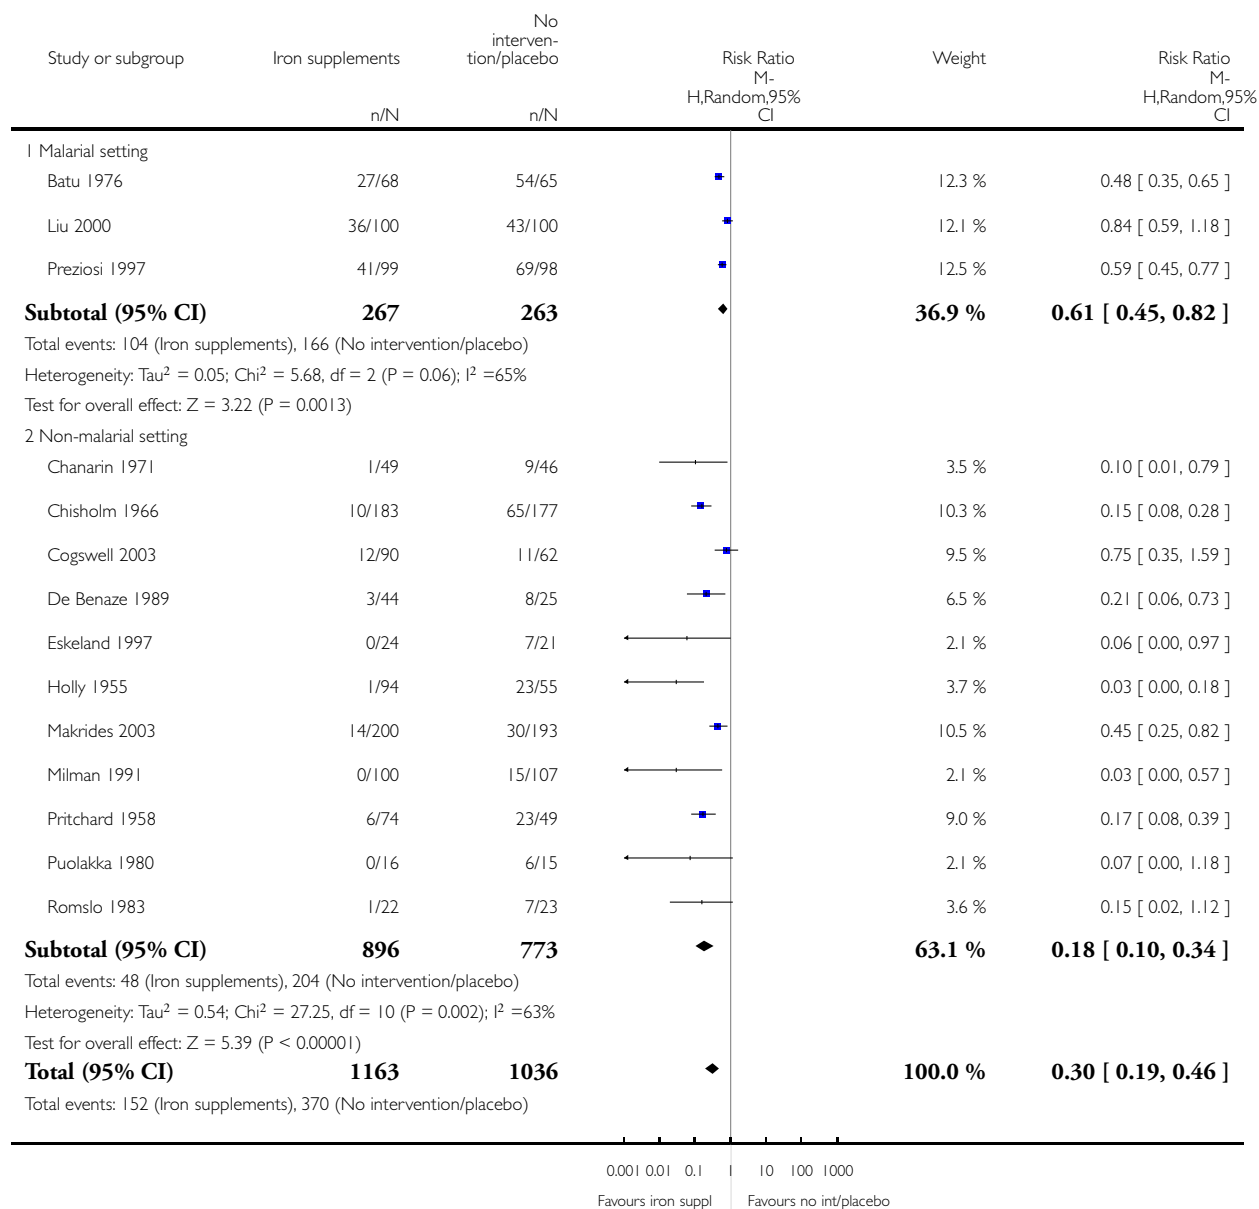 No
interven-
Study or subgroup Iron supplements tion/placebo Risk Ratio Weight Risk Ratio
M- M-
H,Random,95% H,Random,95%
n/N n/N CI CI
1 Malarial setting
Batu 1976 27/68 54/65 12.3 % 0.48 [ 0.35, 0.65 ]
Liu 2000 36/100 43/100 12.1 % 0.84 [ 0.59, 1.18 ]
Preziosi 1997 41/99 69/98 12.5 % 0.59 [ 0.45, 0.77 ]
Subtotal (95% CI) 267 263 36.9 % 0.61 [ 0.45, 0.82 ]
Total events: 104 (Iron supplements), 166 (No intervention/placebo)
Heterogeneity: Tau² = 0.05; Chi² = 5.68, df = 2 (P = 0.06); I² =65%
Test for overall effect: Z = 3.22 (P = 0.0013)
2 Non-malarial setting
Chanarin 1971 1/49 9/46 3.5 % 0.10 [ 0.01, 0.79 ]
Chisholm 1966 10/183 65/177 10.3 % 0.15 [ 0.08, 0.28 ]
Cogswell 2003 12/90 11/62 9.5 % 0.75 [ 0.35, 1.59 ]
De Benaze 1989 3/44 8/25 6.5 % 0.21 [ 0.06, 0.73 ]
Eskeland 1997 0/24 7/21 2.1 % 0.06 [ 0.00, 0.97 ]
Holly 1955 1/94 23/55 3.7 % 0.03 [ 0.00, 0.18 ]
Makrides 2003 14/200 30/193 10.5 % 0.45 [ 0.25, 0.82 ]
Milman 1991 0/100 15/107 2.1 % 0.03 [ 0.00, 0.57 ]
Pritchard 1958 6/74 23/49 9.0 % 0.17 [ 0.08, 0.39 ]
Puolakka 1980 0/16 6/15 2.1 % 0.07 [ 0.00, 1.18 ]
Romslo 1983 1/22 7/23 3.6 % 0.15 [ 0.02, 1.12 ]
Subtotal (95% CI) 896 773 63.1 % 0.18 [ 0.10, 0.34 ]
Total events: 48 (Iron supplements), 204 (No intervention/placebo)
Heterogeneity: Tau² = 0.54; Chi² = 27.25, df = 10 (P = 0.002); I² =63%
Test for overall effect: Z = 5.39 (P < 0.00001)
Total (95% CI) 1163 1036 100.0 % 0.30 [ 0.19, 0.46 ]
Total events: 152 (Iron supplements), 370 (No intervention/placebo)
0.001 0.01 0.1 1 10 100 1000
Favours iron suppl Favours no int/placebo